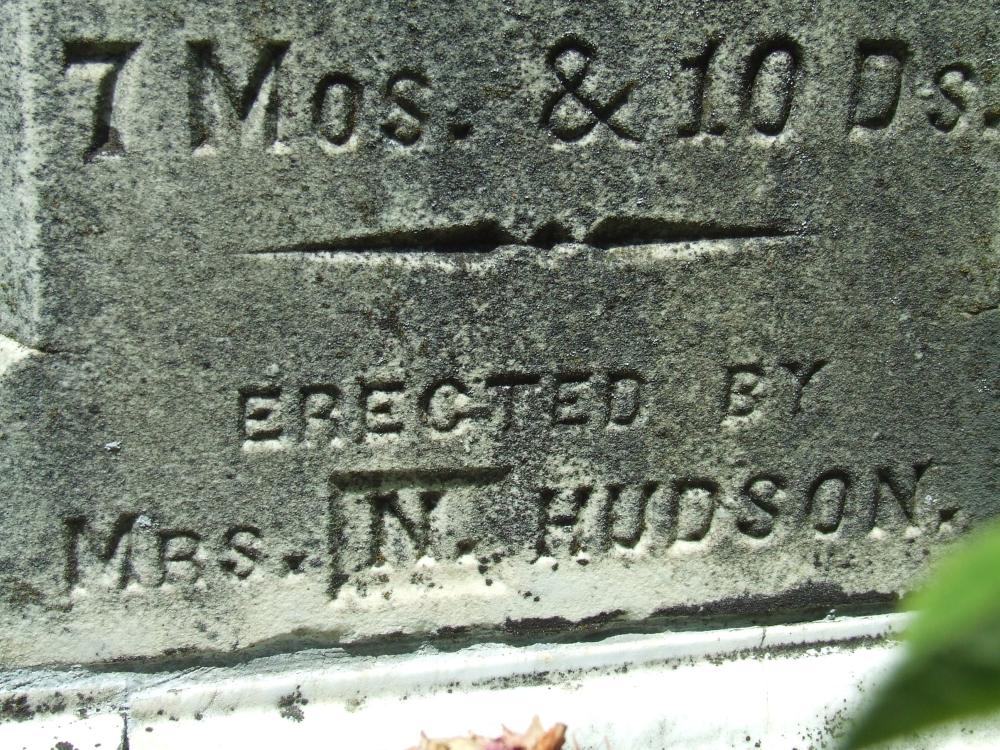 7 Mos. & 10 Ds.
ERECTED BY
MRS. N. HUDSON.